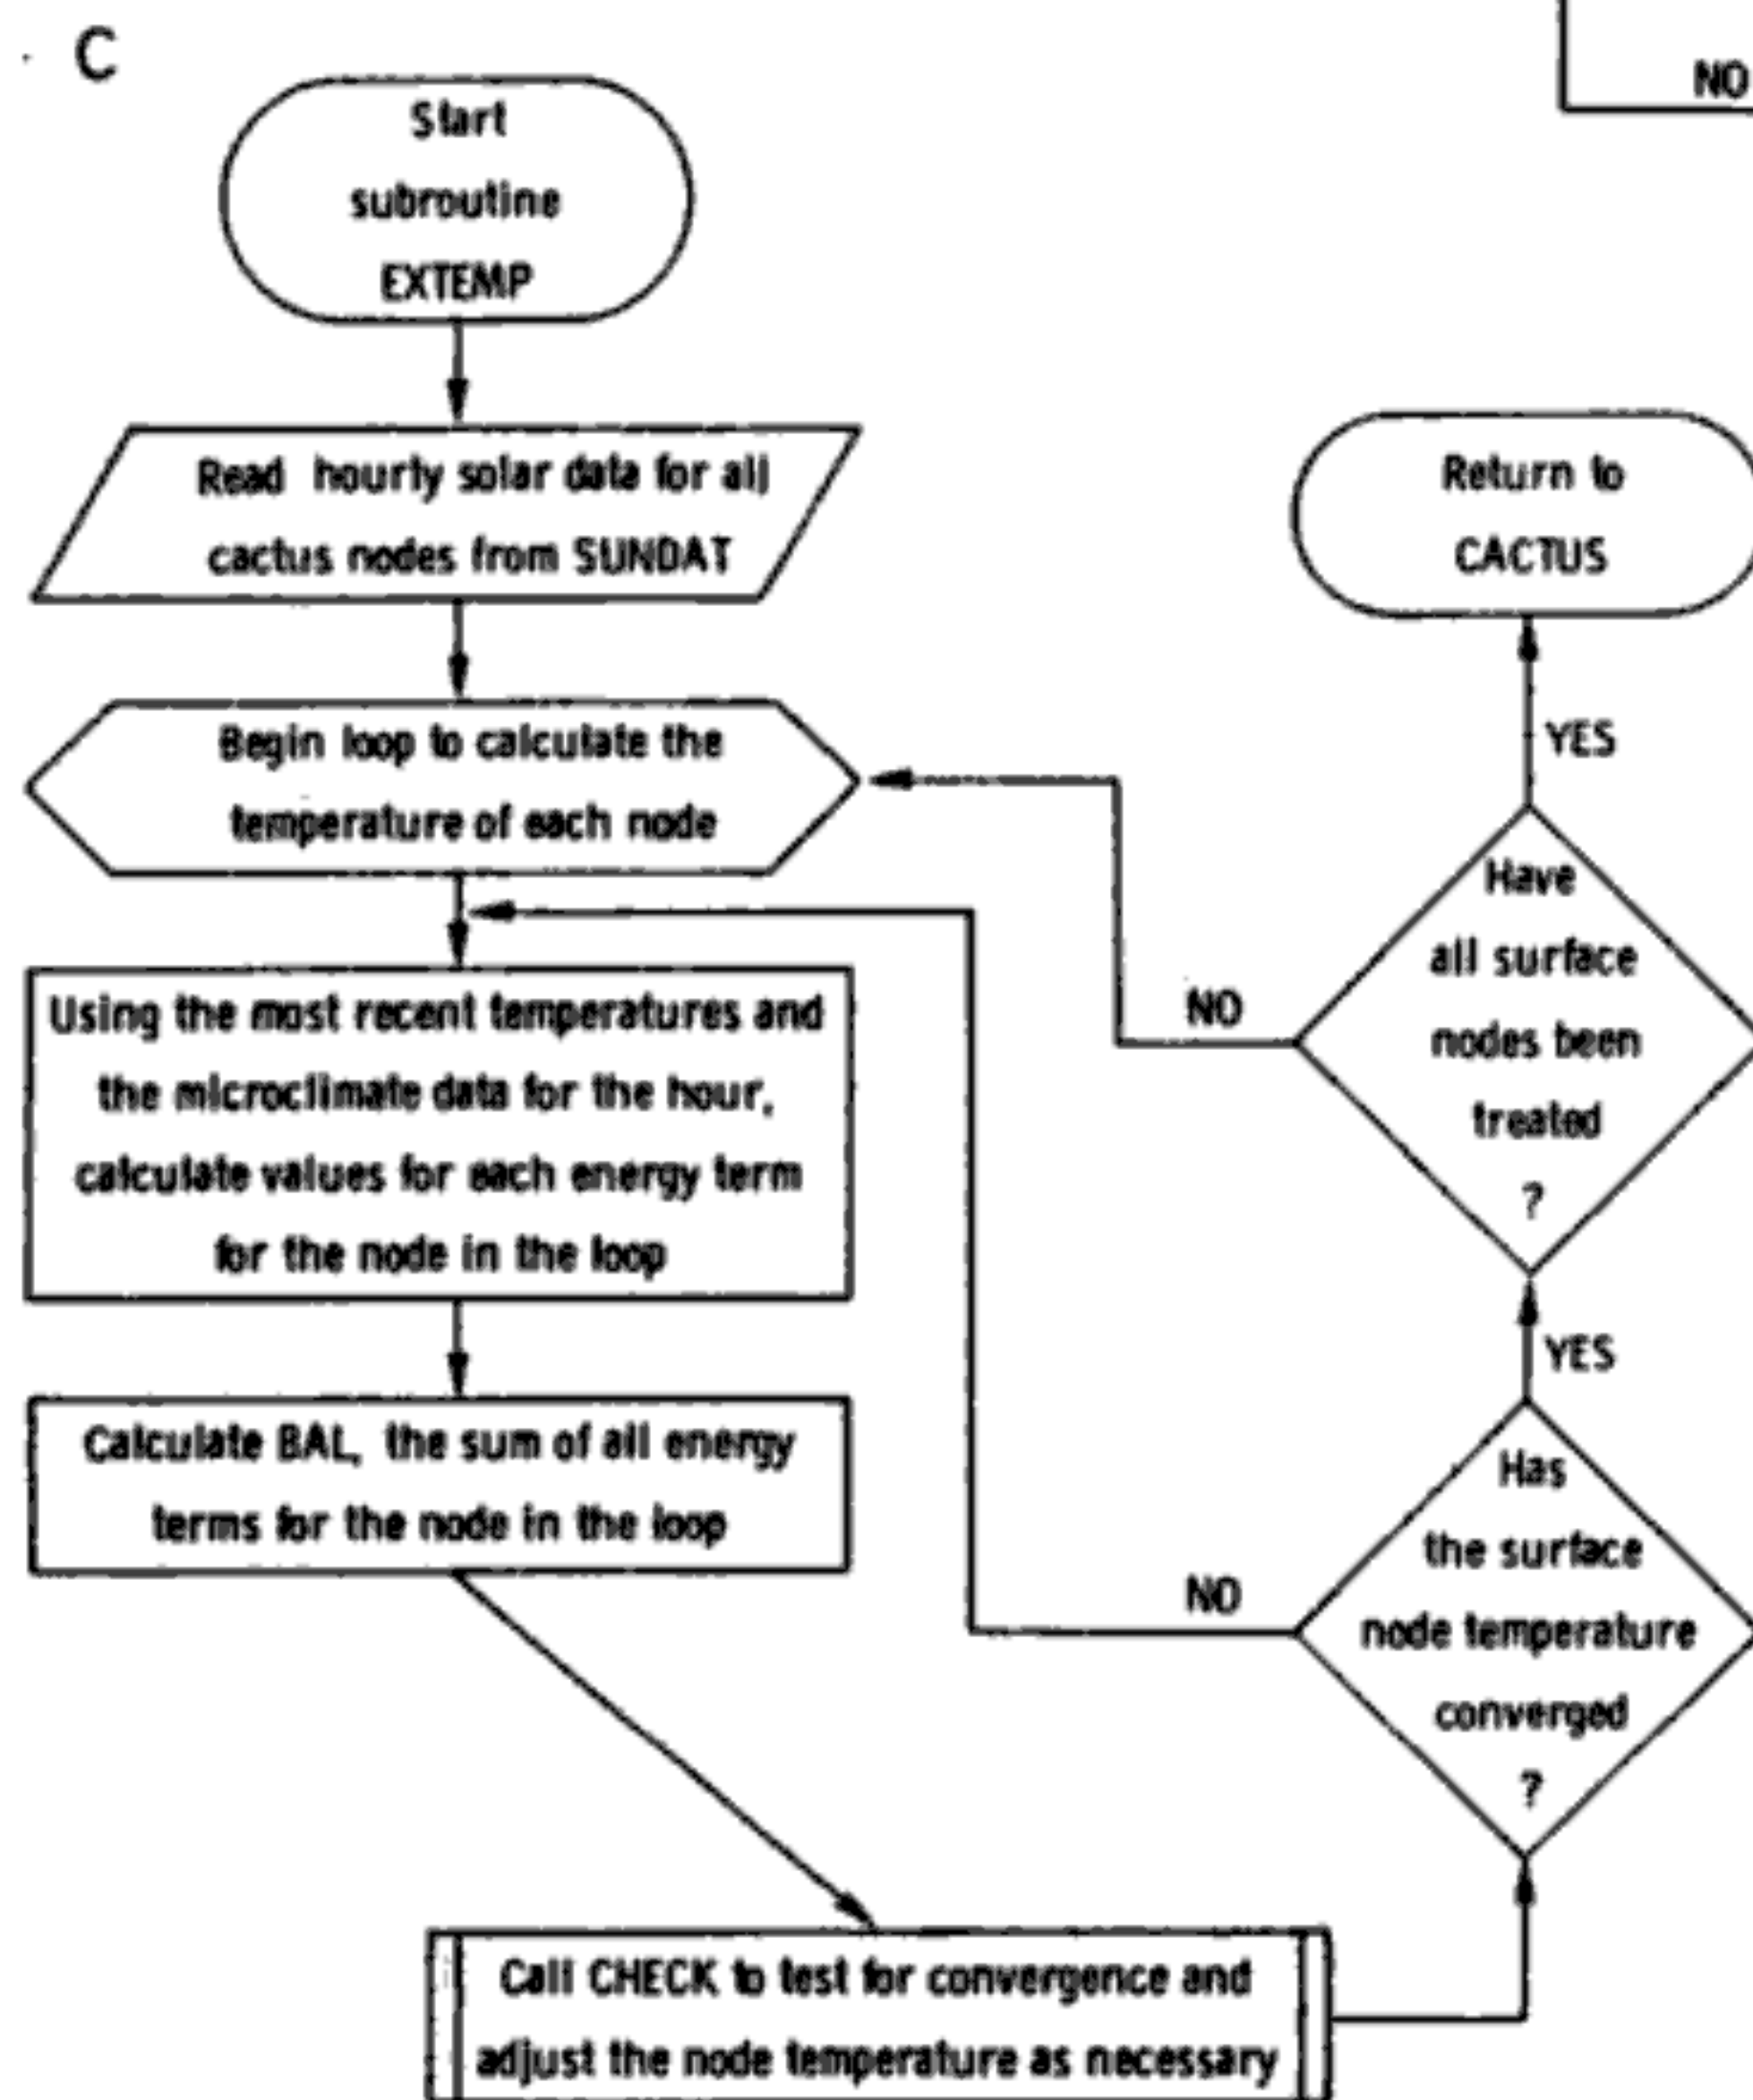 C
NO
Start
subroutine
EXTEMP
Read hourly solar data for all
cactus nodes from SUNDAT
Begin loop to calculate the
temperature of each node
Using the most recent temperatures and
the microclimate data for the hour,
calculate values for each energy term
for the node in the loop
Calculate BAL, the sum of all energy
terms for the node in the loop
Call CHECK to test for convergence and
adjust the node temperature as necessary
Has
the surface
node temperature
converged
?
NO
YES
Have
all surface
nodes been
treated
?
NO
YES
Return to
CACTUS